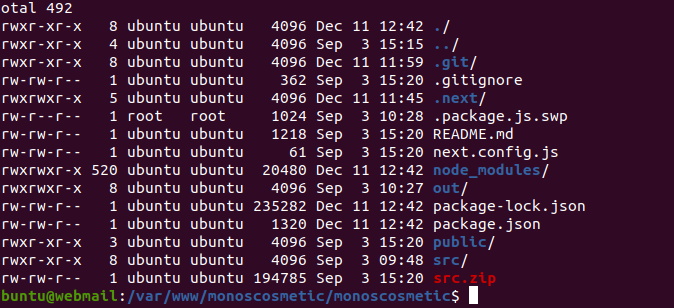 otal 492
rwxr-xr-x   8 ubuntu ubuntu   4096 Dec 11 12:42 ./
rwxr-xr-x   4 ubuntu ubuntu   4096 Sep  3 15:15 ../
rwxr-xr-x   8 ubuntu ubuntu   4096 Dec 11 11:59 .git/
rw-rw-r--   1 ubuntu ubuntu    362 Sep  3 15:20 .gitignore
rwxrwxr-x   5 ubuntu ubuntu   4096 Dec 11 11:45 .next/
rw-r--r--   1 root   root     1024 Sep  3 10:28 .package.js.swp
rw-rw-r--   1 ubuntu ubuntu   1218 Sep  3 15:20 README.md
rw-rw-r--   1 ubuntu ubuntu     61 Sep  3 15:20 next.config.js
rwxrwxr-x 520 ubuntu ubuntu  20480 Dec 11 12:42 node_modules/
rwxrwxr-x   8 ubuntu ubuntu   4096 Sep  3 10:27 out/
rw-rw-r--   1 ubuntu ubuntu 235282 Dec 11 12:42 package-lock.json
rw-rw-r--   1 ubuntu ubuntu   1320 Dec 11 12:42 package.json
rwxr-xr-x   3 ubuntu ubuntu   4096 Sep  3 15:20 public/
rwxr-xr-x   8 ubuntu ubuntu   4096 Sep  3 09:48 src/
rw-rw-r--   1 ubuntu ubuntu 194785 Sep  3 15:20 src.zip
buntu@webmail:/var/www/monoscosmetic/monoscosmetic$